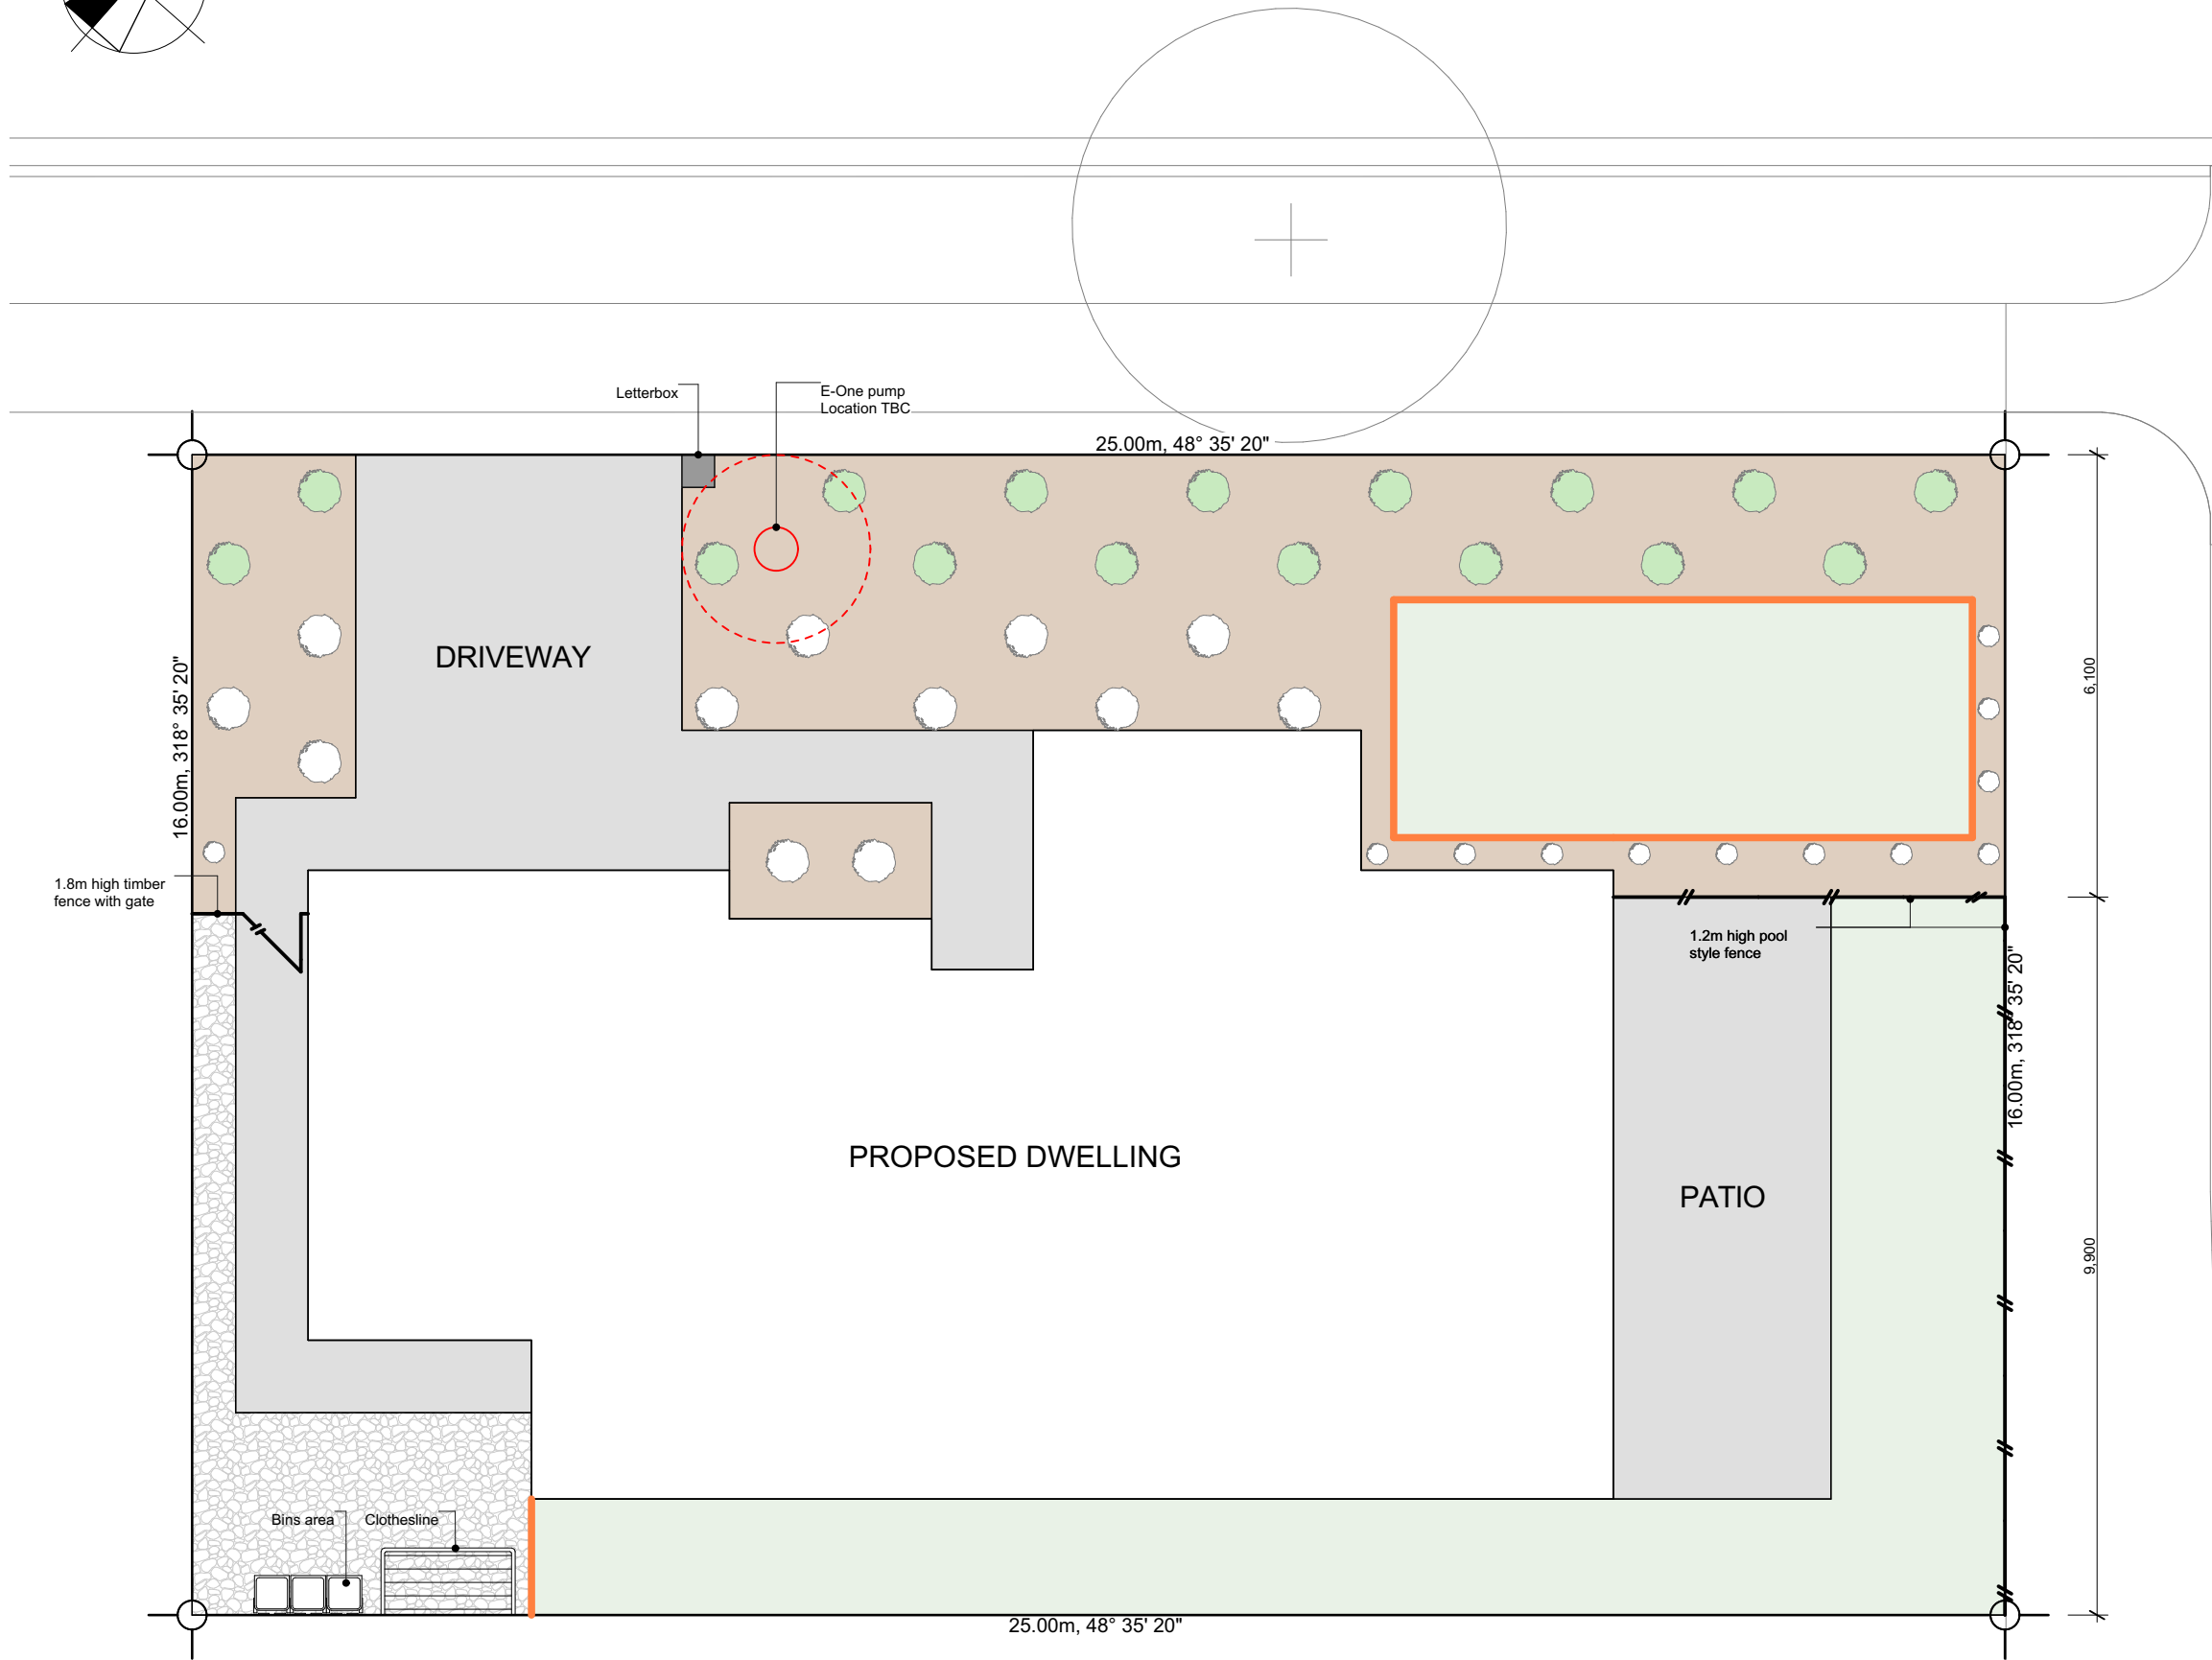 Letterbox
E-One pump
Location TBC
25.00m, 48° 35' 20"
DRIVEWAY
16.00m, 318° 35' 20"
6,100
1.8m high timber
fence with gate
1.2m high pool
style fence
16.00m, 318° 35' 20"
PROPOSED DWELLING
PATIO
9,900
Bins area
Clothesline
25.00m, 48° 35' 20"